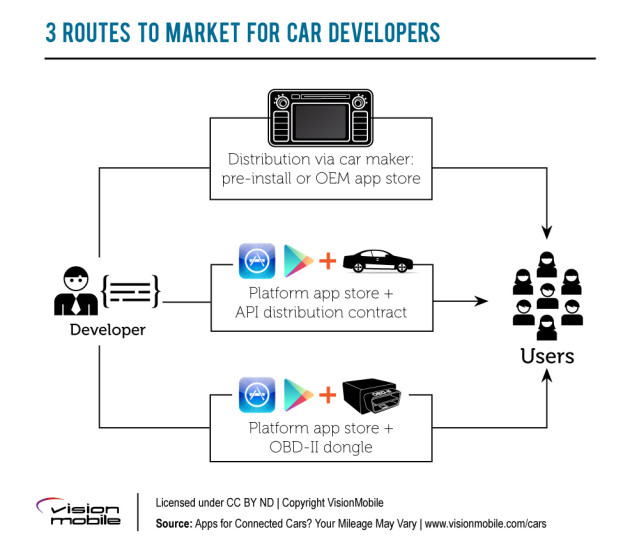 3 ROUTES TO MARKET FOR CAR DEVELOPERS
Distribution via car maker:
pre-install or OEM app store
Platform app store +
API distribution contract
Developer
Users
OBD-II
Platform app store +
OBD-II dongle
vision
mobile
Licensed under CC BY ND | Copyright VisionMobile
Source: Apps for Connected Cars? Your Mileage May Vary | www.visionmobile.com/cars